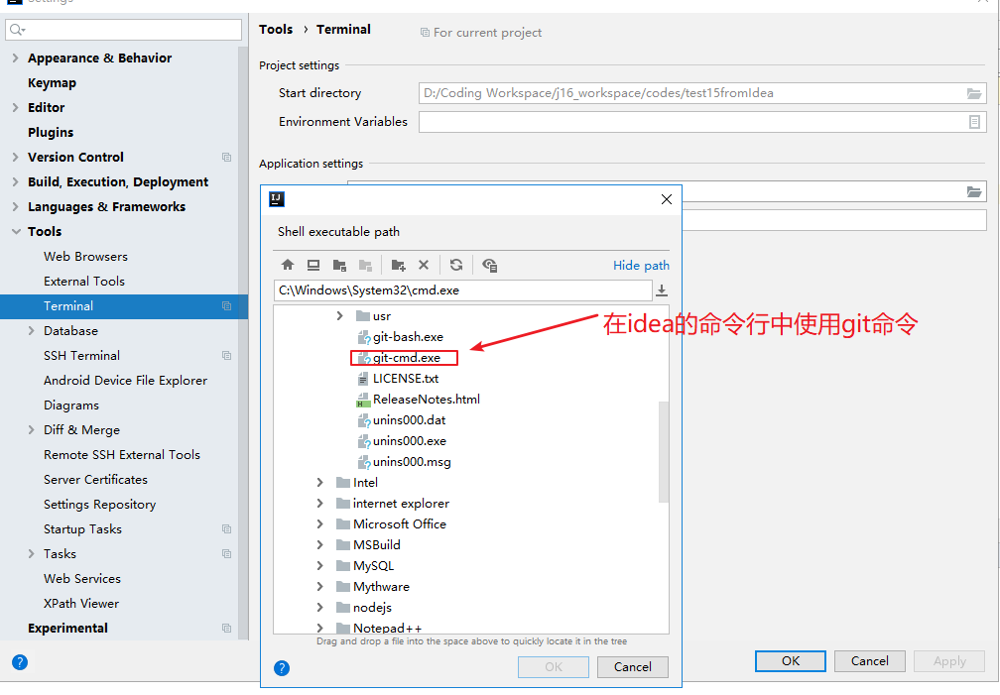 Settings
Tools › Terminal
For current project
Appearance & Behavior
Keymap
Editor
Plugins
Version Control
Build, Execution, Deployment
Languages & Frameworks
Tools
Web Browsers
External Tools
Terminal
Database
SSH Terminal
Android Device File Explorer
Diagrams
Diff & Merge
Remote SSH External Tools
Server Certificates
Settings Repository
Startup Tasks
Tasks
Web Services
XPath Viewer
Experimental
Project settings
Start directory
D:/Coding Workspace/j16_workspace/codes/test15fromIdea
Environment Variables
Application settings
Shell executable path
Hide path
C:\Windows\System32\cmd.exe
usr
git-bash.exe
git-cmd.exe
LICENSE.txt
ReleaseNotes.html
unins000.dat
unins000.exe
unins000.msg
Intel
internet explorer
Microsoft Office
MSBuild
MySQL
Mythware
nodejs
Notepad++
在idea的命令行中使用git命令
Drag and drop a file into the space above to quickly locate it in the tree
OK
Cancel
OK
Cancel
Apply